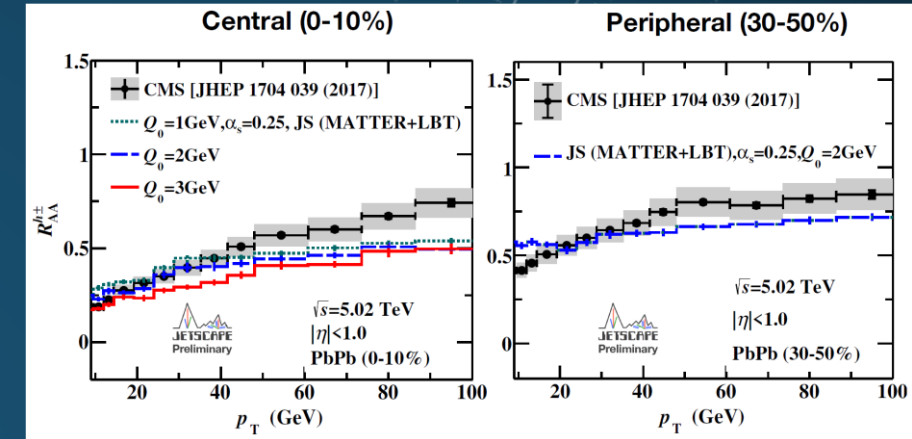 Central (0-10%)
Peripheral (30-50%)
1.5
CMS [JHEP 1704 039 (2017)]
Q₀=1GeV,αₛ=0.25, JS (MATTER+LBT)
Q₀=2GeV
Q₀=3GeV
1
R_AA^h±
0.5
0
√s=5.02 TeV
|η|<1.0
PbPb (0-10%)
JETSCAPE
Preliminary
20 40 60 80 100
p_T (GeV)
1.5
CMS [JHEP 1704 039 (2017)]
JS (MATTER+LBT),αₛ=0.25,Q₀=2GeV
1
0.5
0
√s=5.02 TeV
|η|<1.0
PbPb (30-50%)
JETSCAPE
Preliminary
20 40 60 80 100
p_T (GeV)